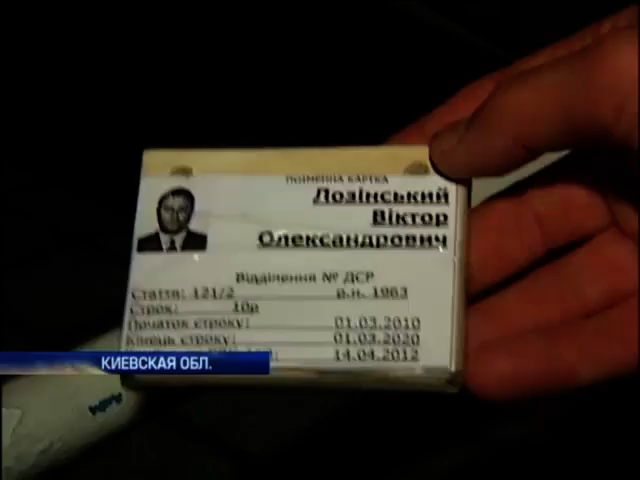 ПОІМЕННА КАРТКА
Лозінський
Віктор
Олександрович
Відділення № ДСР
Стаття: 121/2 р.н. 1963
Строк: 10р
Початок строку: 01.03.2010
Кінець строку: 01.03.2020
14.04.2012
КИЕВСКАЯ ОБЛ.